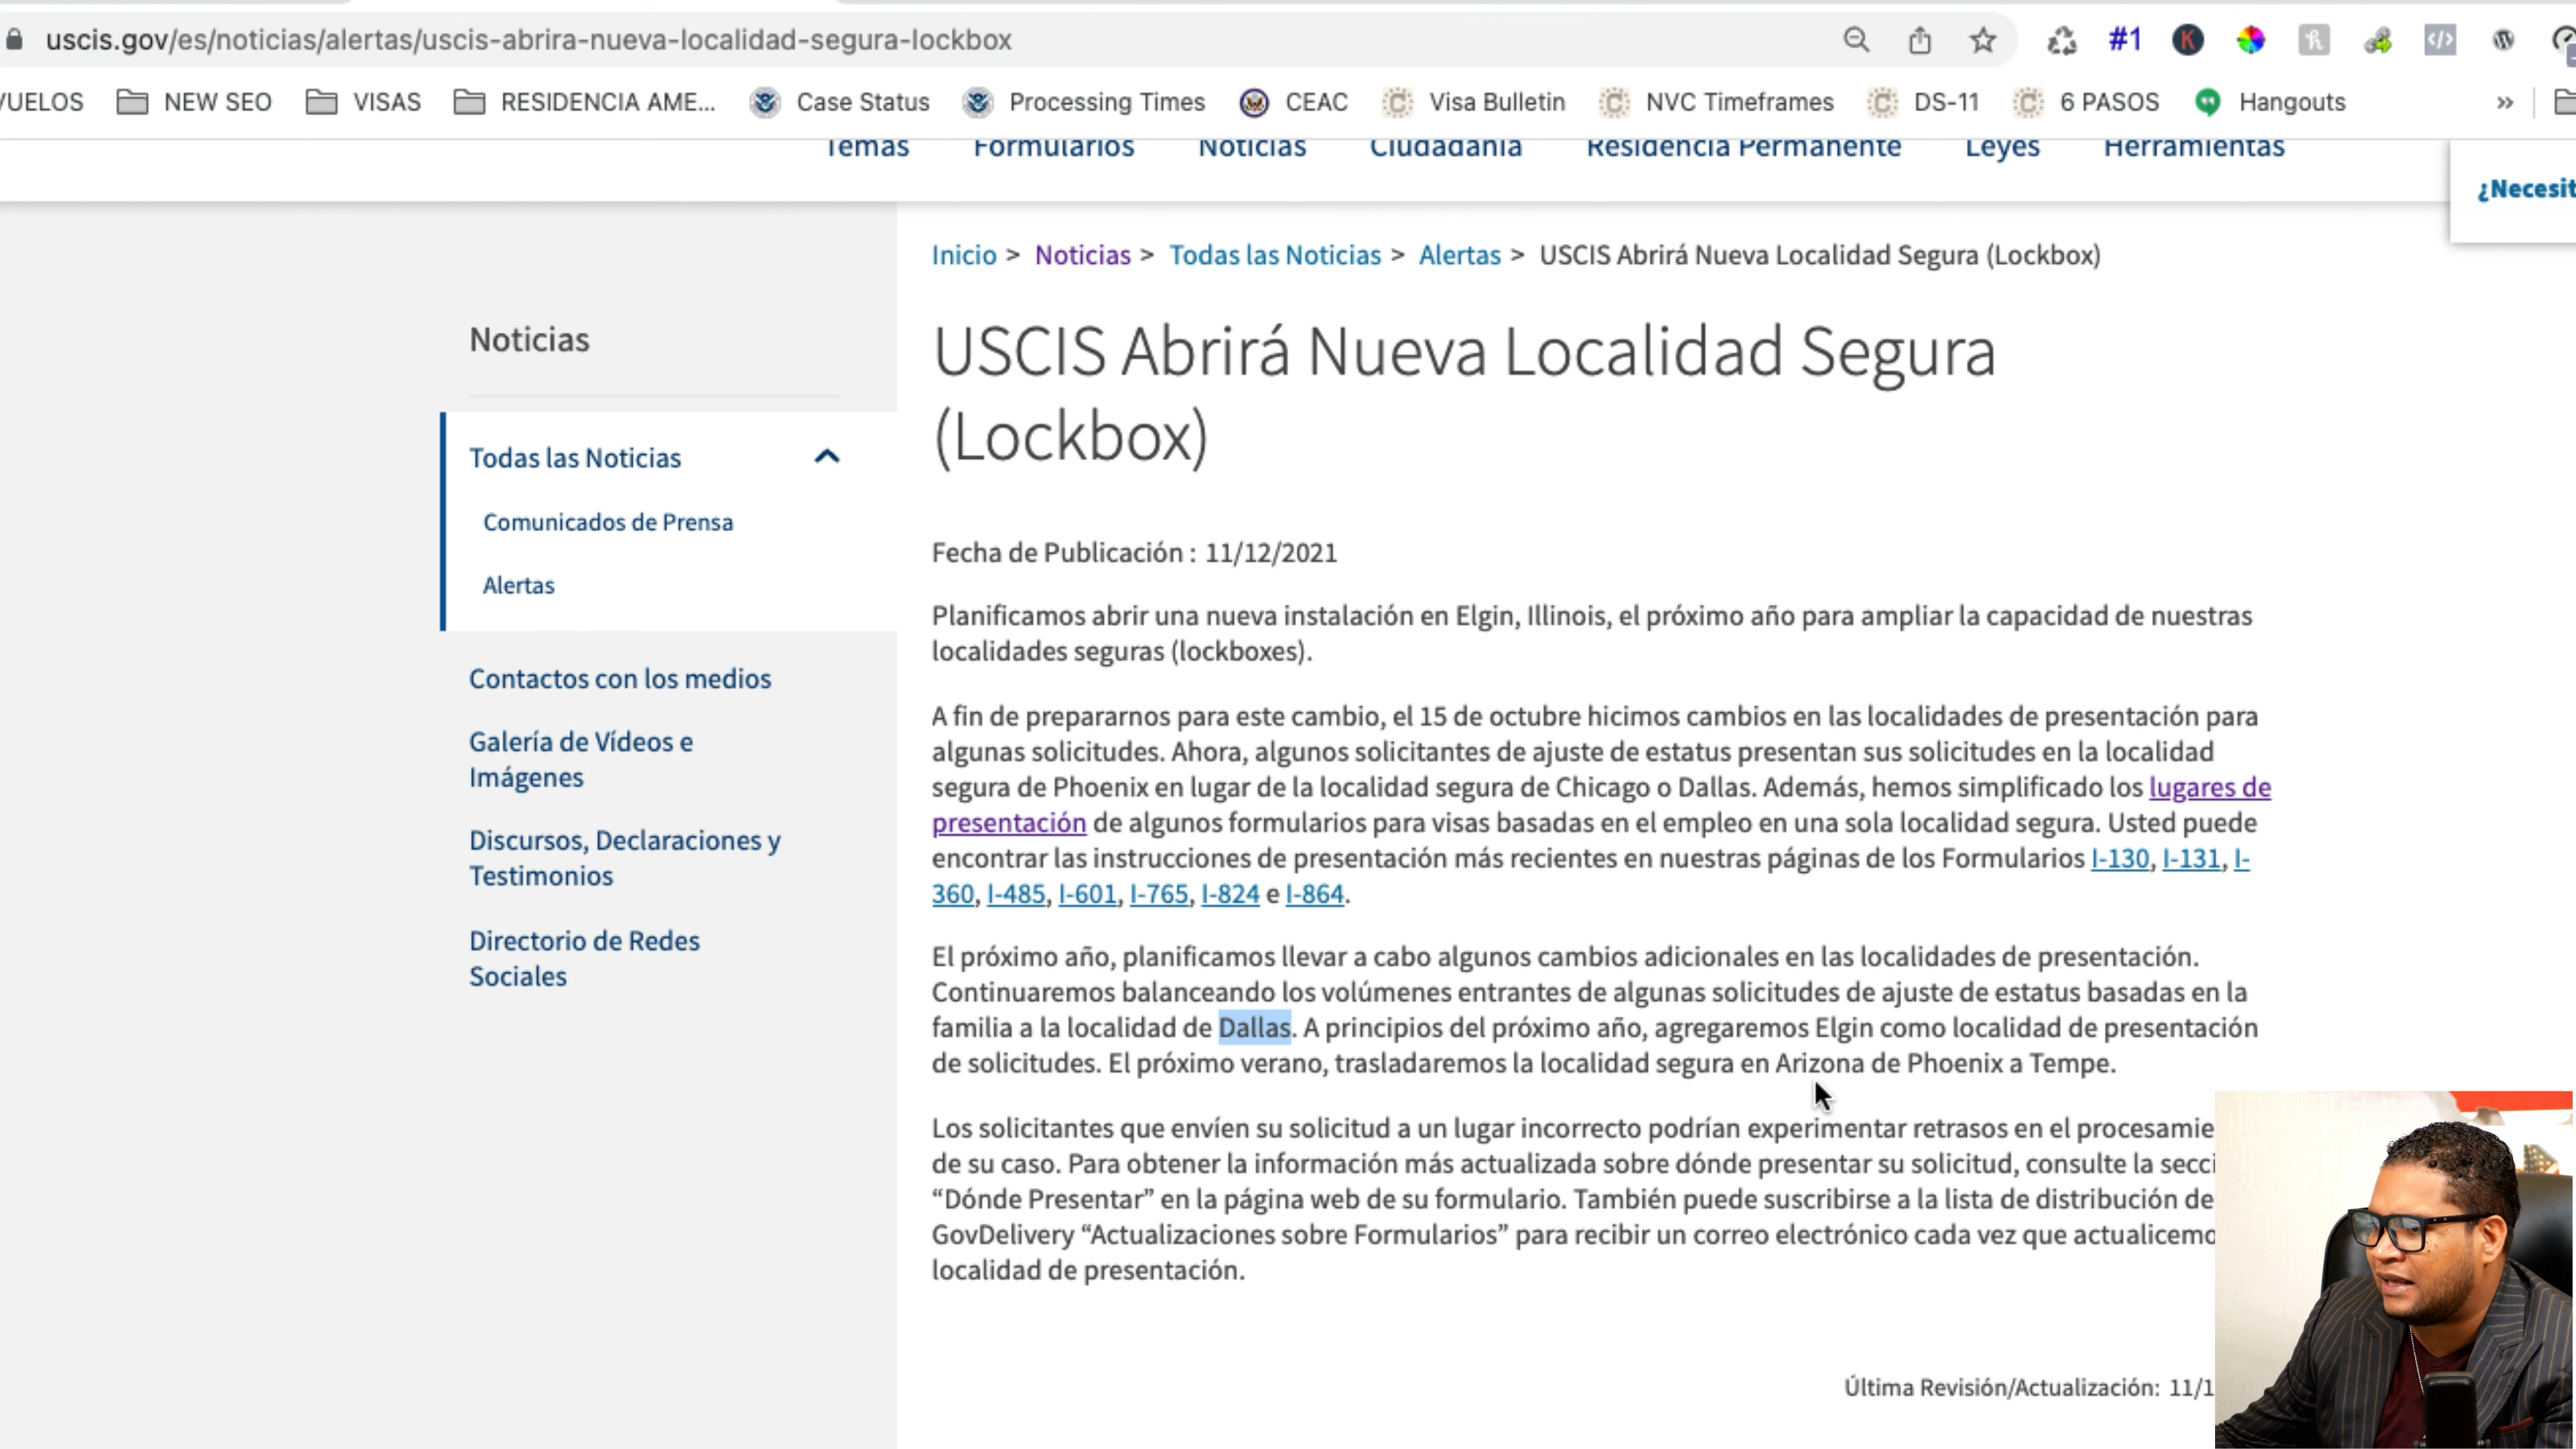 uscis.gov/es/noticias/alertas/uscis-abrira-nueva-localidad-segura-lockbox
#1
VUELOS NEW SEO VISAS RESIDENCIA AME... Case Status Processing Times CEAC Visa Bulletin NVC Timeframes DS-11 6 PASOS Hangouts »
Temas Formularios Noticias Ciudadanía Residencia Permanente Leyes Herramientas
¿Necesit
Inicio > Noticias > Todas las Noticias > Alertas > USCIS Abrirá Nueva Localidad Segura (Lockbox)
Noticias
Todas las Noticias
Comunicados de Prensa
Alertas
Contactos con los medios
Galería de Vídeos e
Imágenes
Discursos, Declaraciones y
Testimonios
Directorio de Redes
Sociales
USCIS Abrirá Nueva Localidad Segura
(Lockbox)
Fecha de Publicación : 11/12/2021
Planificamos abrir una nueva instalación en Elgin, Illinois, el próximo año para ampliar la capacidad de nuestras
localidades seguras (lockboxes).
A fin de prepararnos para este cambio, el 15 de octubre hicimos cambios en las localidades de presentación para
algunas solicitudes. Ahora, algunos solicitantes de ajuste de estatus presentan sus solicitudes en la localidad
segura de Phoenix en lugar de la localidad segura de Chicago o Dallas. Además, hemos simplificado los lugares de
presentación de algunos formularios para visas basadas en el empleo en una sola localidad segura. Usted puede
encontrar las instrucciones de presentación más recientes en nuestras páginas de los Formularios I-130, I-131, I-
360, I-485, I-601, I-765, I-824 e I-864.
El próximo año, planificamos llevar a cabo algunos cambios adicionales en las localidades de presentación.
Continuaremos balanceando los volúmenes entrantes de algunas solicitudes de ajuste de estatus basadas en la
familia a la localidad de Dallas. A principios del próximo año, agregaremos Elgin como localidad de presentación
de solicitudes. El próximo verano, trasladaremos la localidad segura en Arizona de Phoenix a Tempe.
Los solicitantes que envíen su solicitud a un lugar incorrecto podrían experimentar retrasos en el procesamie
de su caso. Para obtener la información más actualizada sobre dónde presentar su solicitud, consulte la secci
“Dónde Presentar” en la página web de su formulario. También puede suscribirse a la lista de distribución de
GovDelivery “Actualizaciones sobre Formularios” para recibir un correo electrónico cada vez que actualicemo
localidad de presentación.
Última Revisión/Actualización: 11/1